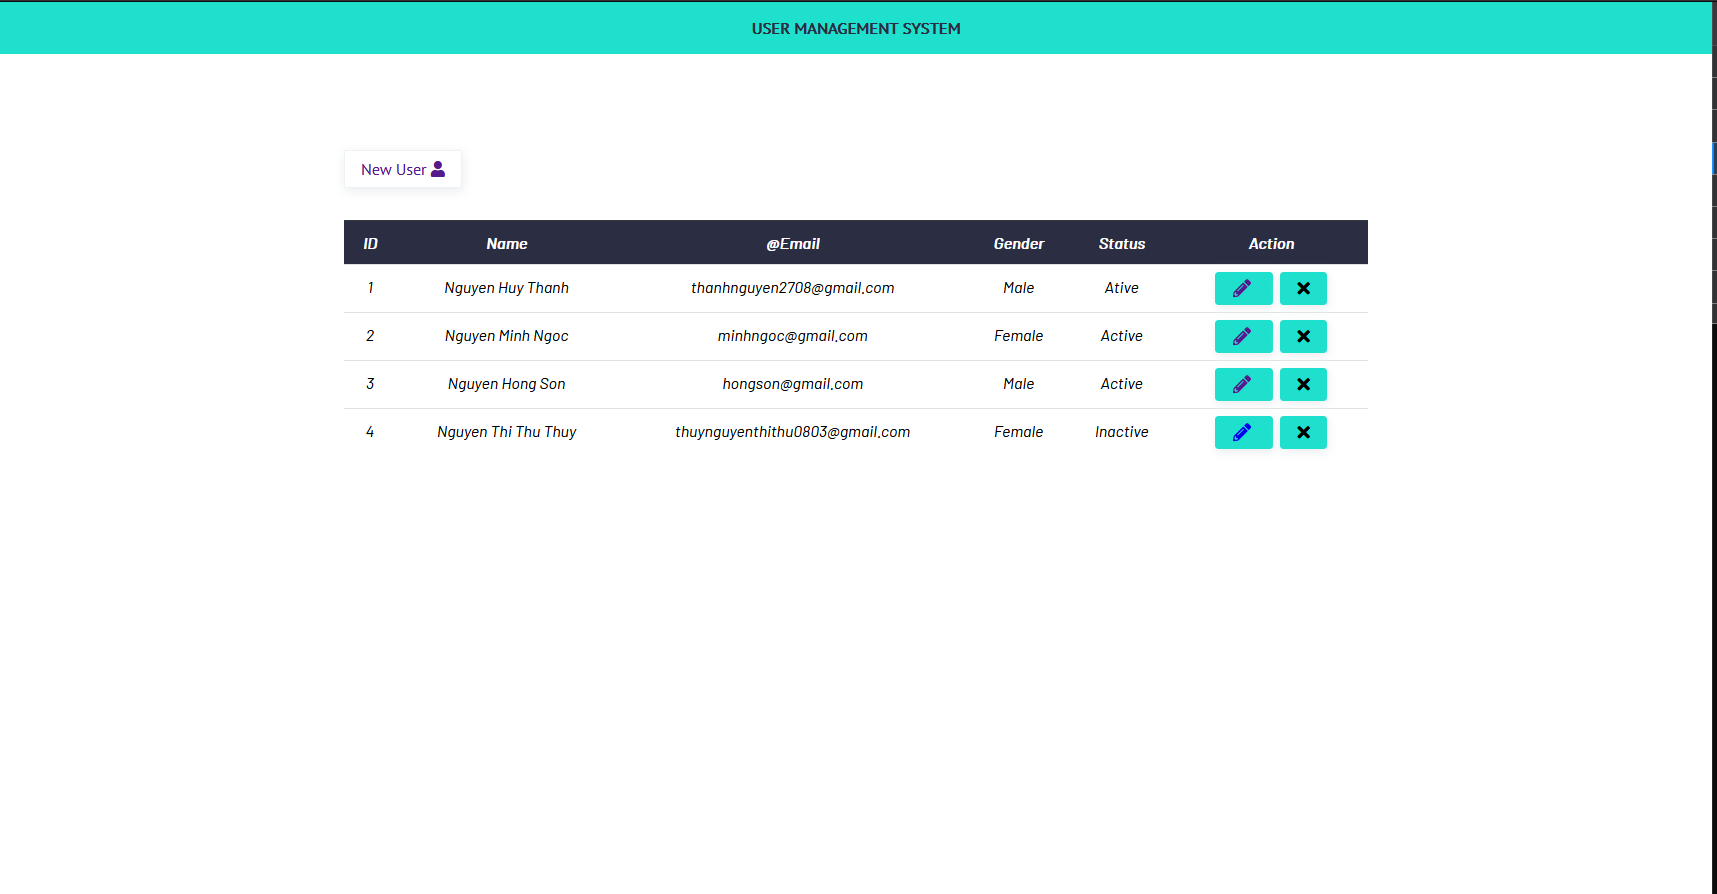 USER MANAGEMENT SYSTEM
New User
ID Name @Email Gender Status Action
1 Nguyen Huy Thanh thanhnguyen2708@gmail.com Male Ative
2 Nguyen Minh Ngoc minhngoc@gmail.com Female Active
3 Nguyen Hong Son hongson@gmail.com Male Active
4 Nguyen Thi Thu Thuy thuynguyenthithu0803@gmail.com Female Inactive